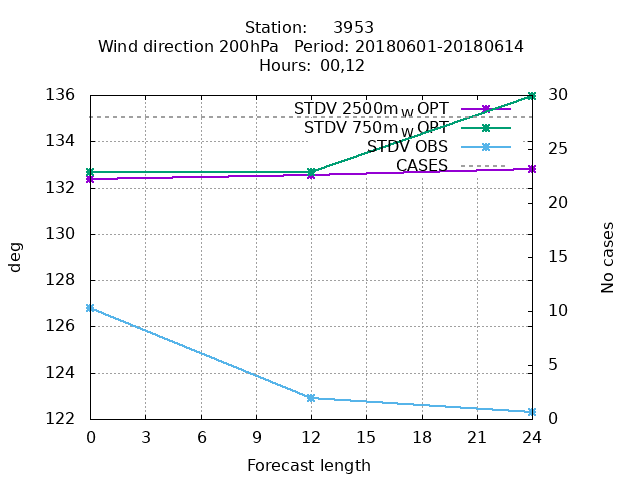 Station: 3953
Wind direction 200hPa Period: 20180601-20180614
Hours: 00,12
STDV 2500m_W OPT
STDV 750m_W OPT
STDV OBS
CASES
136
134
132
130
128
126
124
122
30
25
20
15
10
5
0
deg
No cases
0 3 6 9 12 15 18 21 24
Forecast length